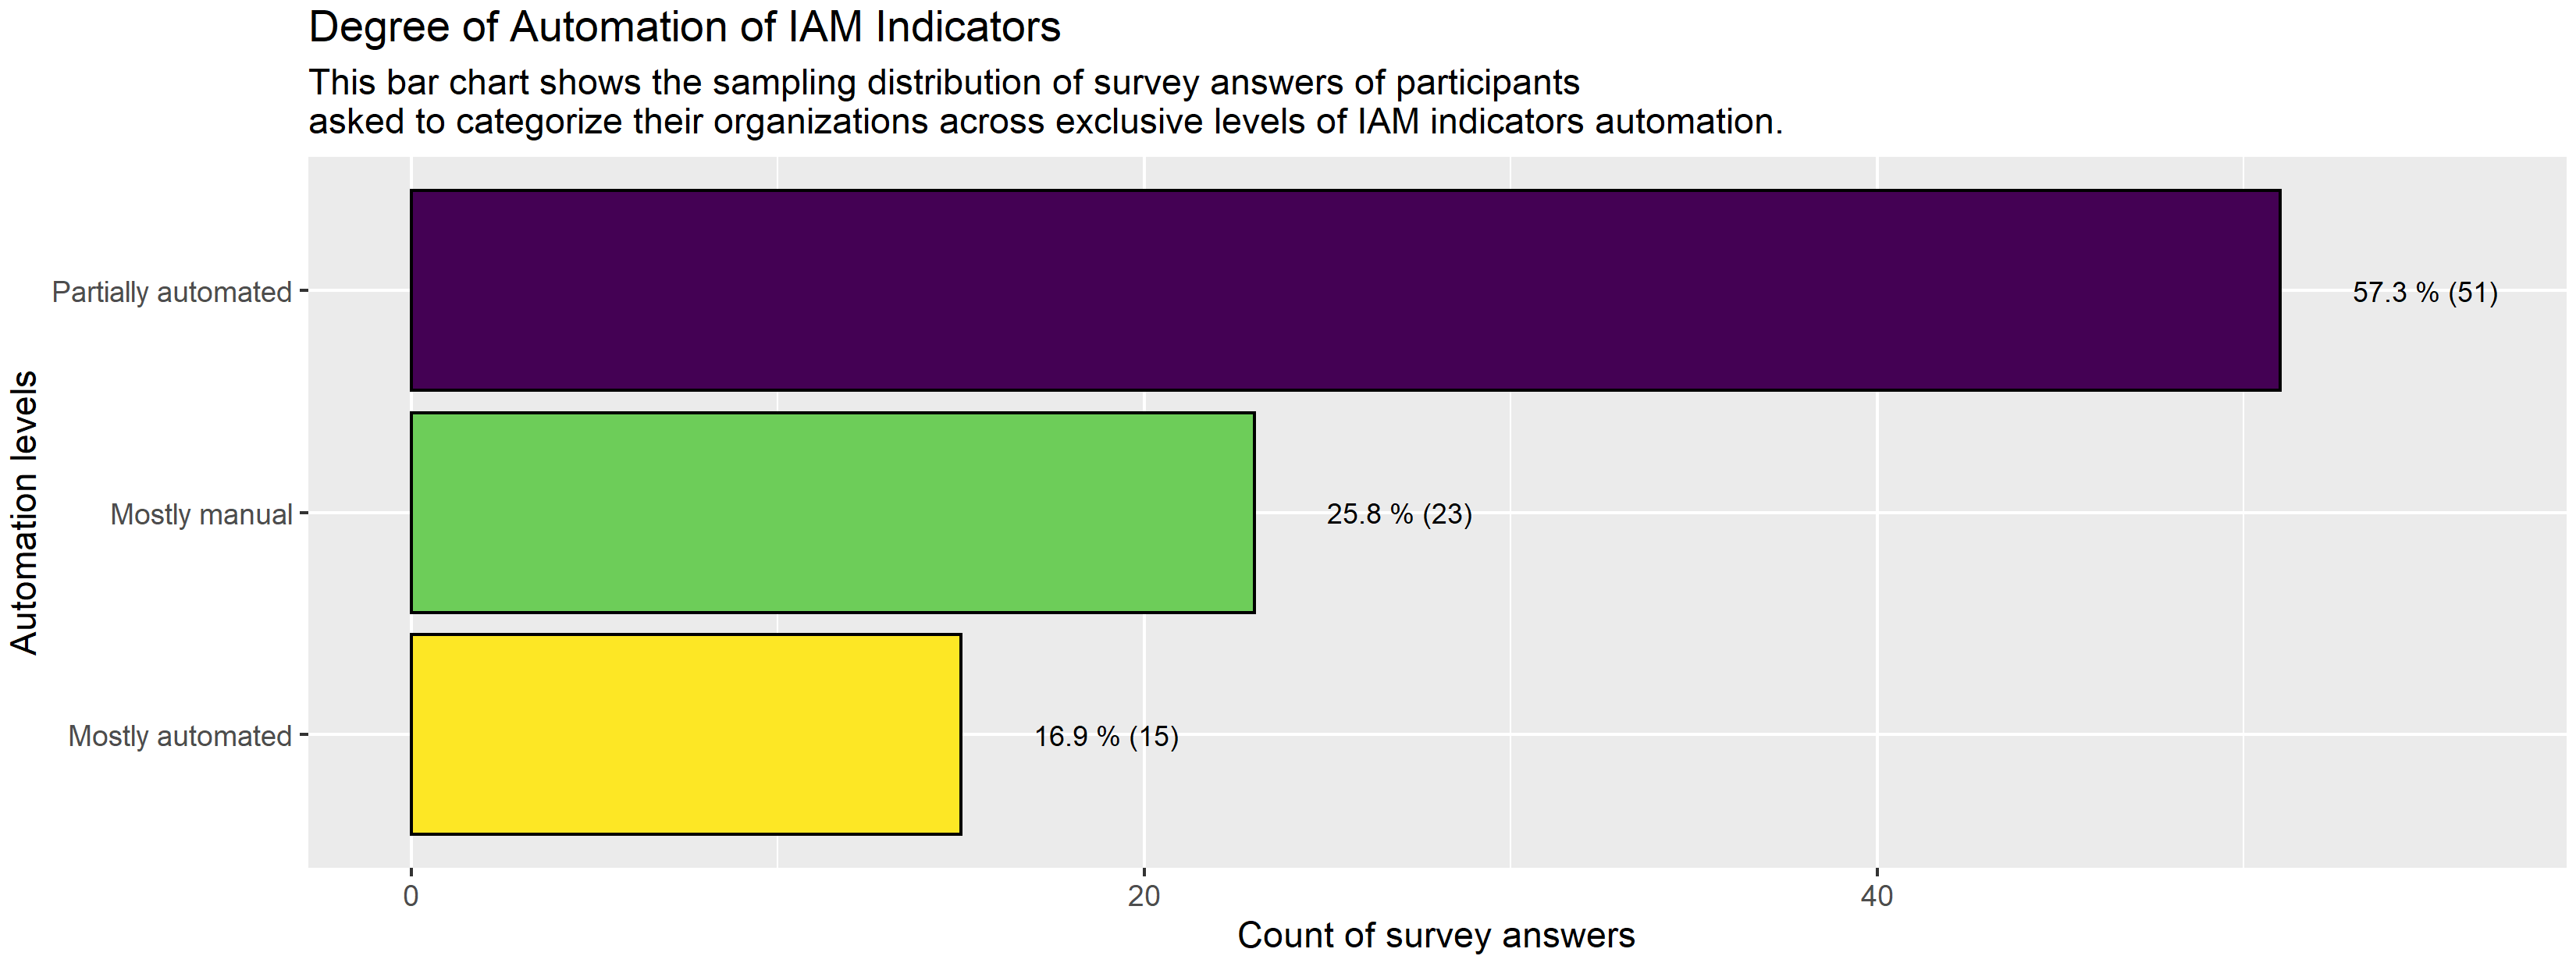 Degree of Automation of IAM Indicators
This bar chart shows the sampling distribution of survey answers of participants
asked to categorize their organizations across exclusive levels of IAM indicators automation.
Automation levels
Partially automated
57.3 % (51)
Mostly manual
25.8 % (23)
Mostly automated
16.9 % (15)
0
20
40
Count of survey answers